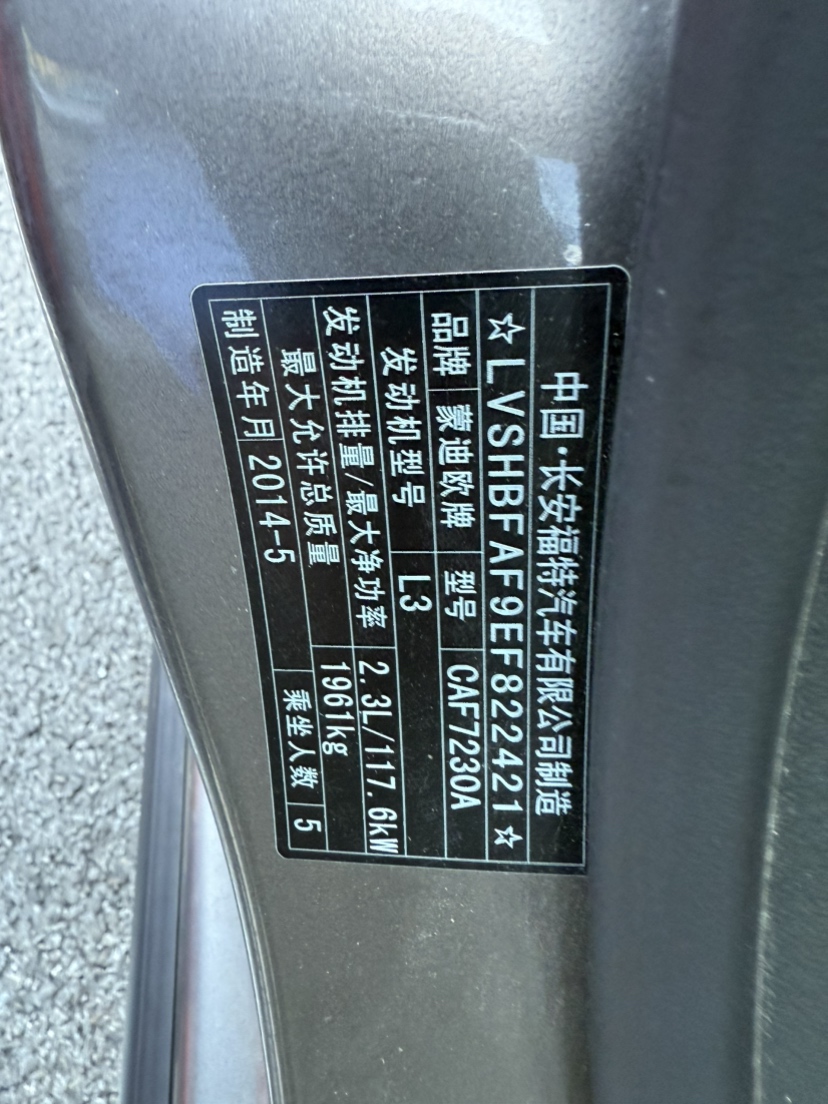 中国·长安福特汽车有限公司制造
☆LVSHBFAF9EF822421☆
品牌 蒙迪欧牌 型号 CAF7230A
发动机型号 L3
发动机排量/最大净功率 2.3L/117.6kW
最大允许总质量 1961kg
制造年月 2014-5 乘坐人数 5